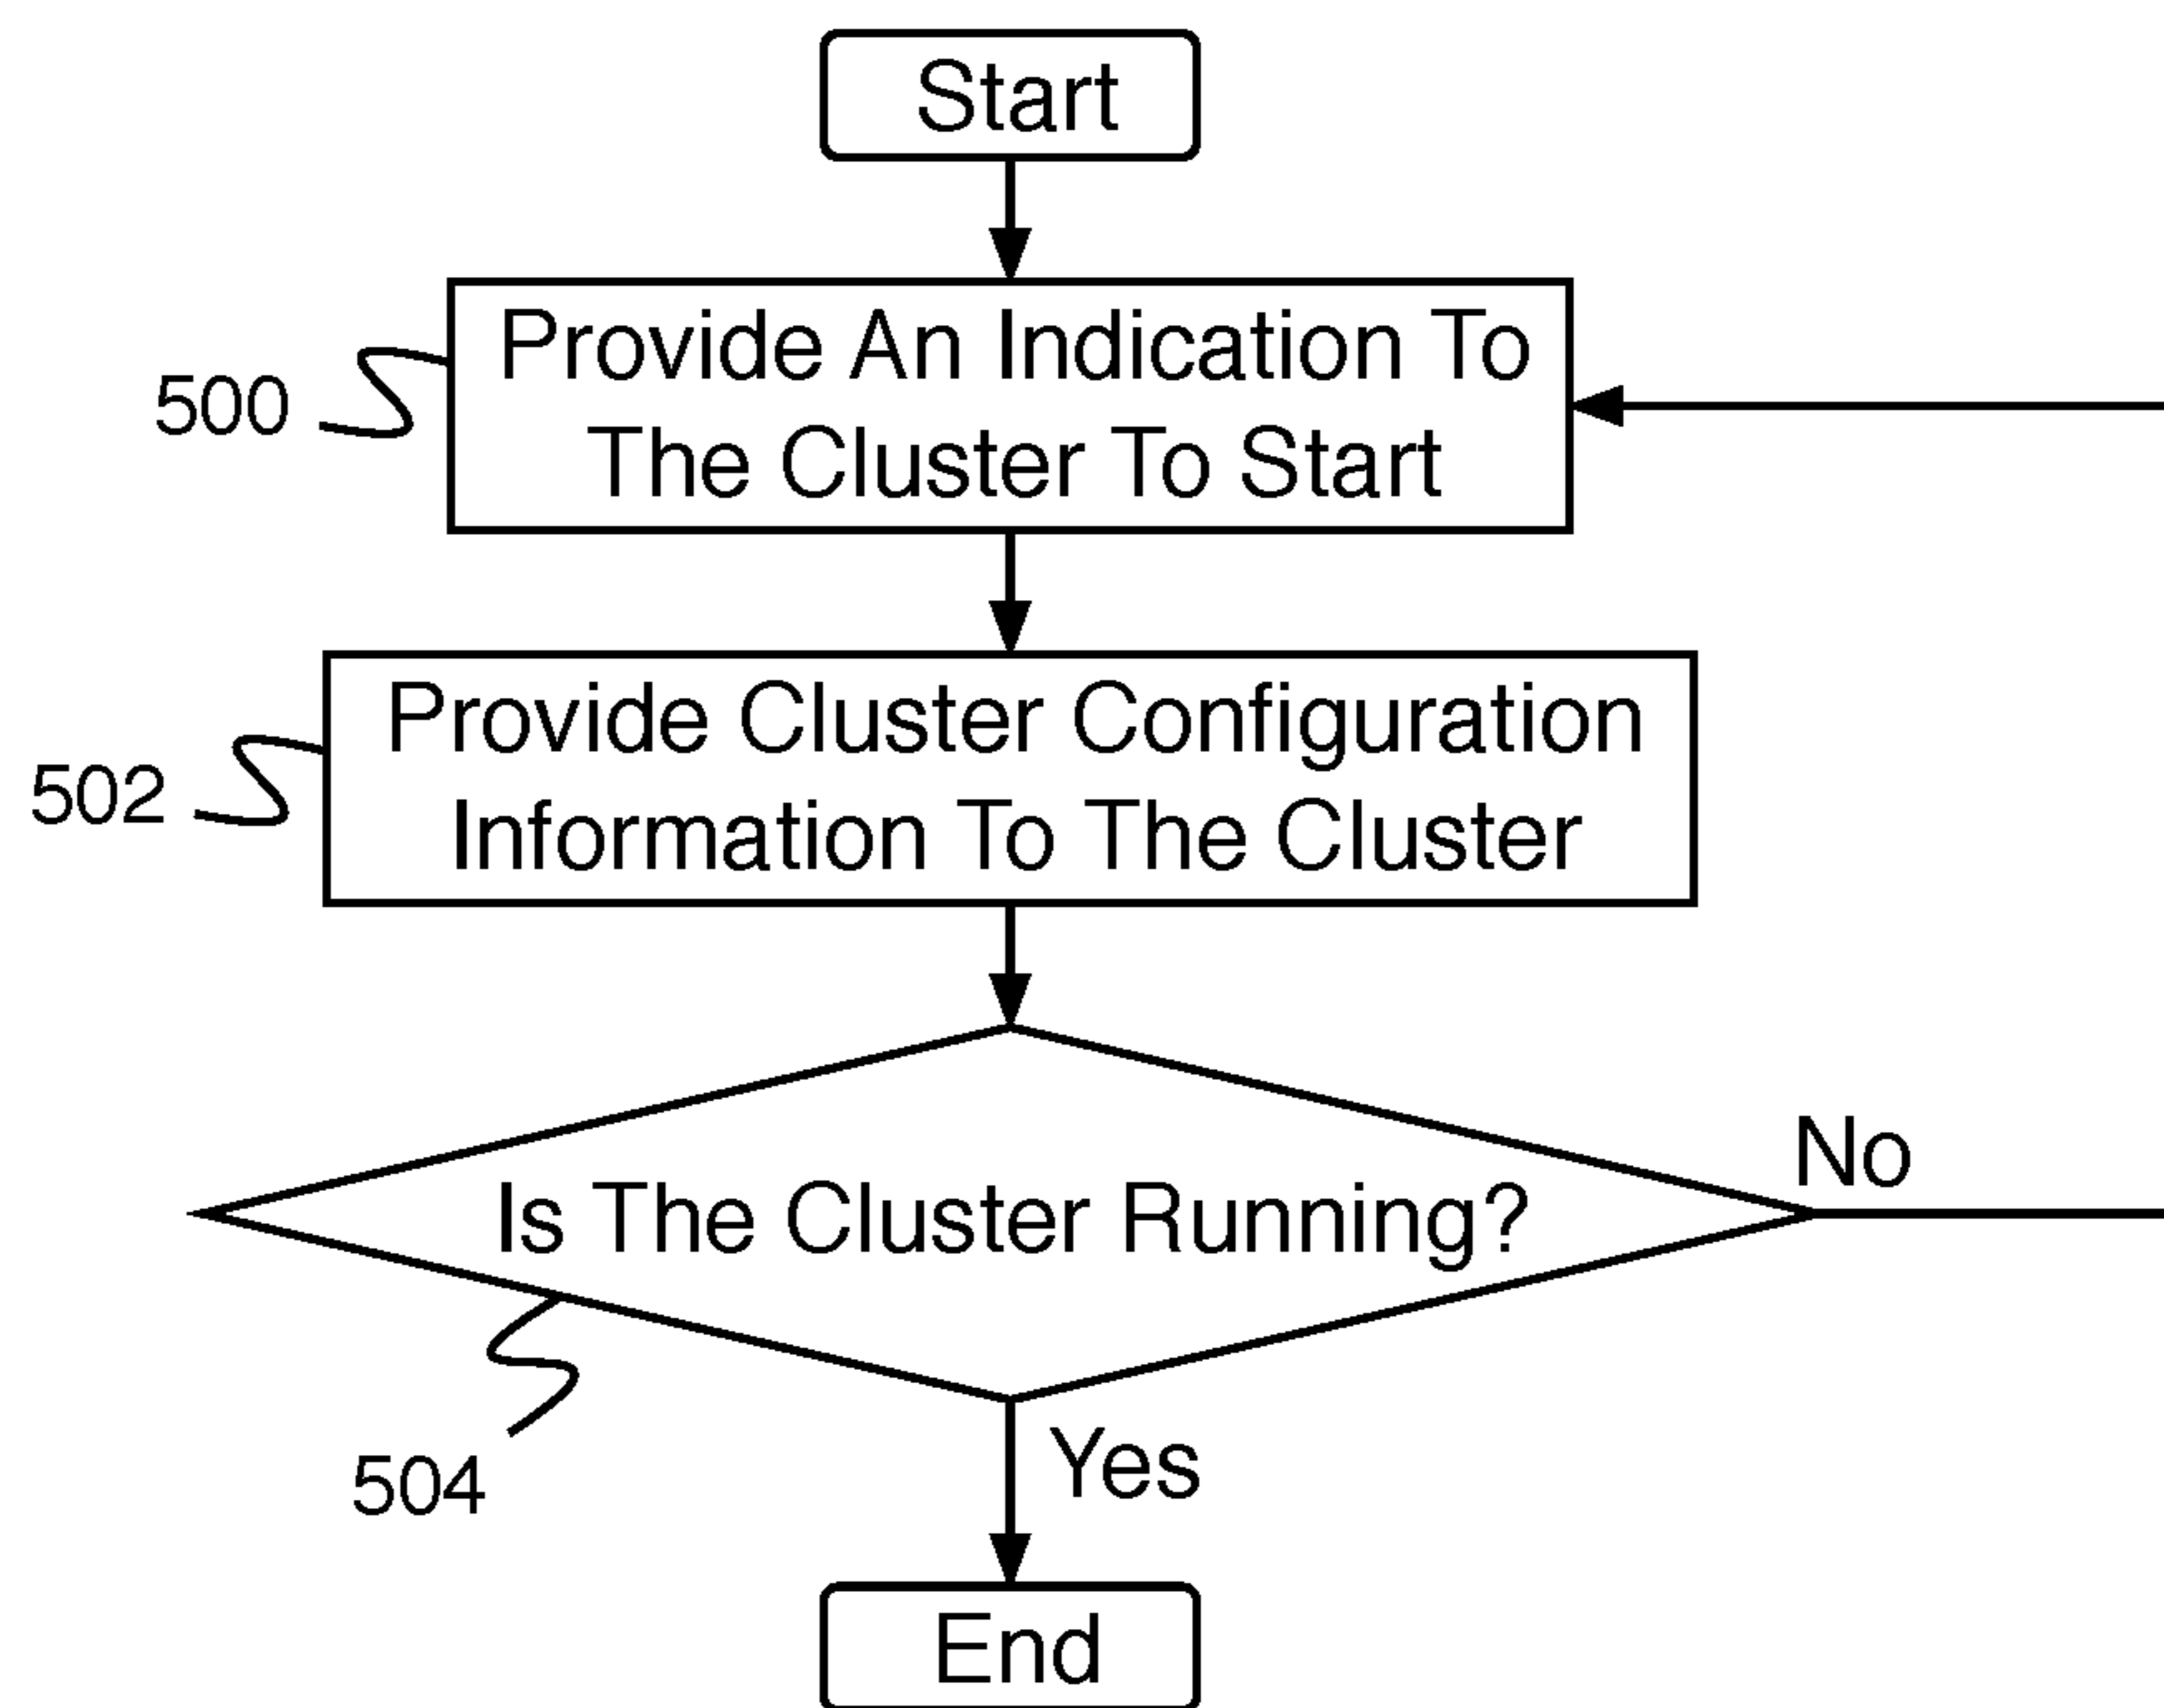 Start
Provide An Indication To
The Cluster To Start
500
Provide Cluster Configuration
Information To The Cluster
502
Is The Cluster Running?
No
504
Yes
End